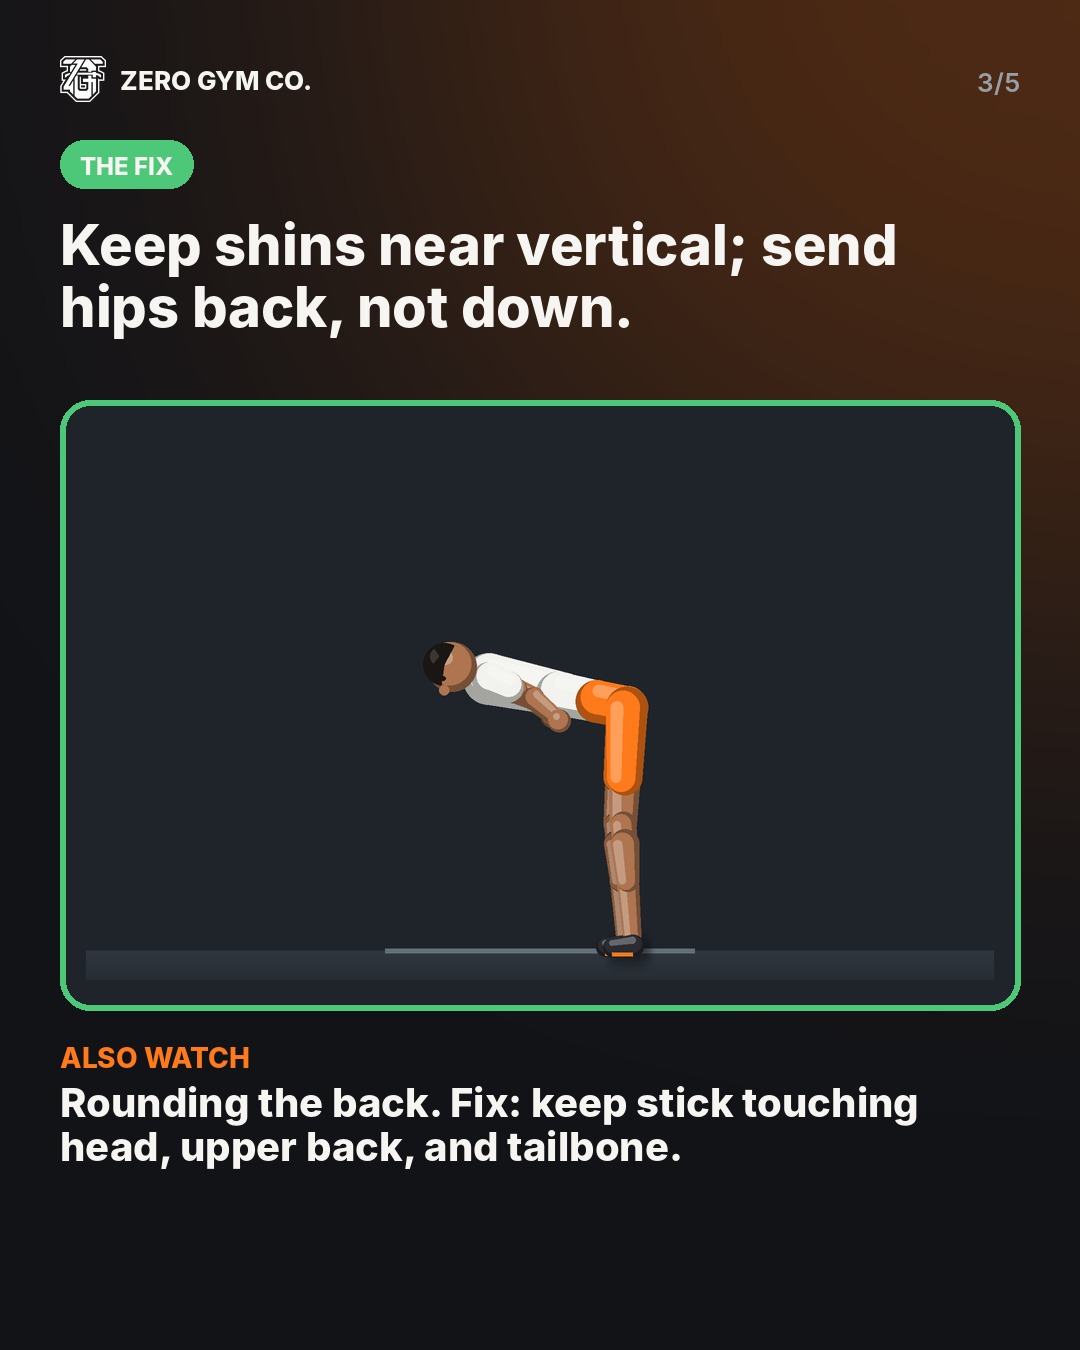 ZERO GYM CO.
3/5
THE FIX
Keep shins near vertical; send
hips back, not down.
ALSO WATCH
Rounding the back. Fix: keep stick touching
head, upper back, and tailbone.